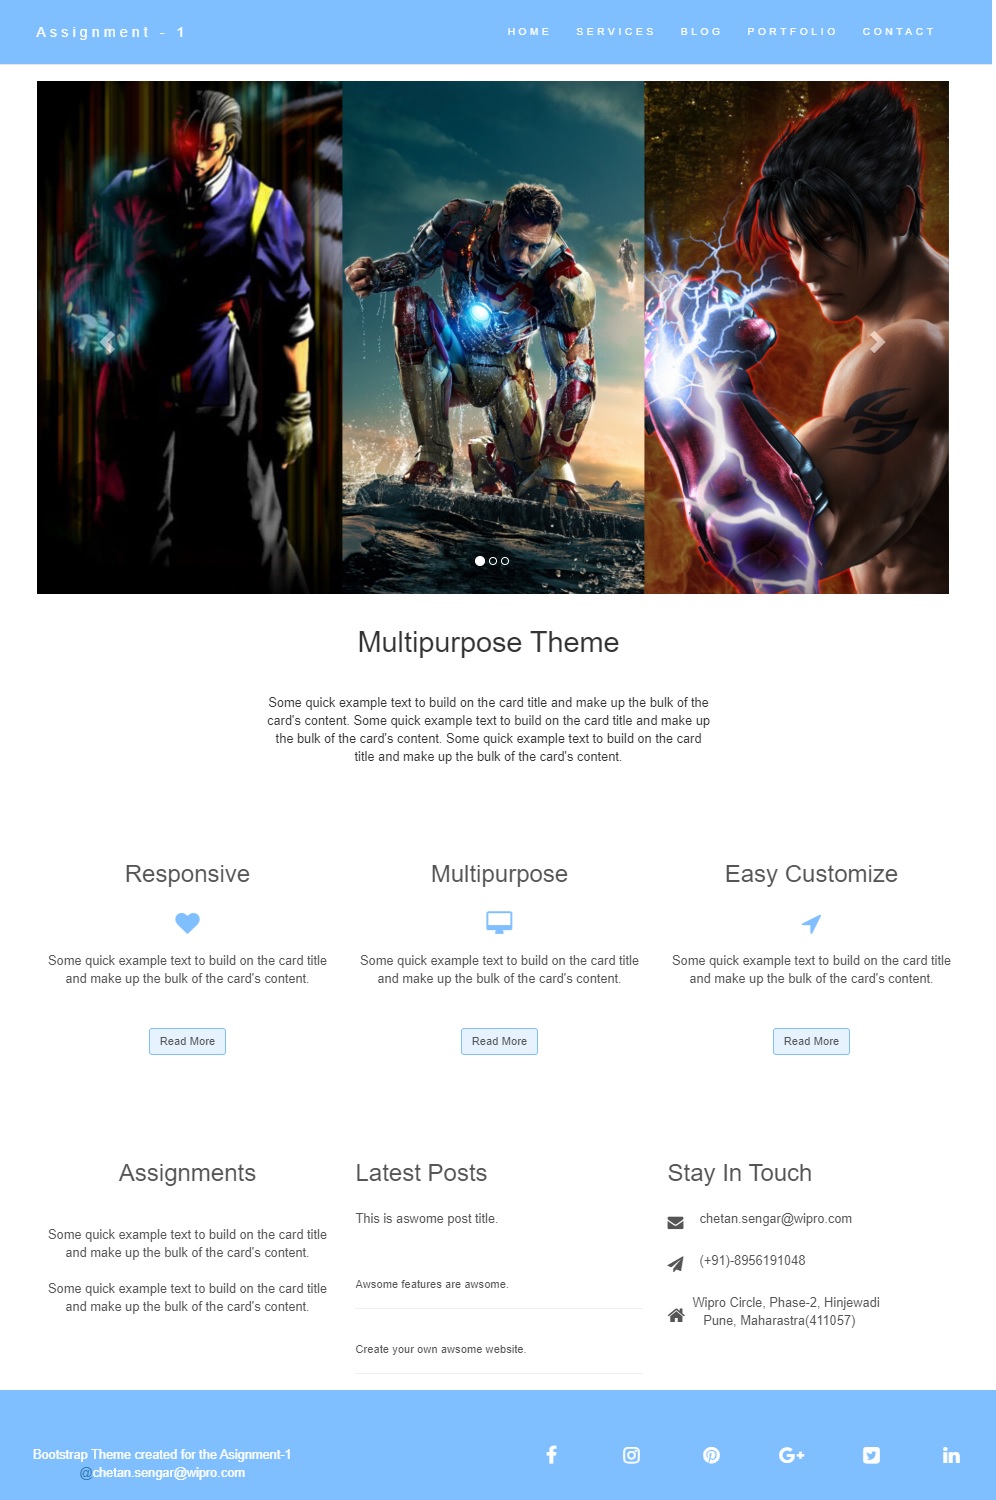 Assignment - 1
HOME SERVICES BLOG PORTFOLIO CONTACT
Multipurpose Theme
Some quick example text to build on the card title and make up the bulk of the
card's content. Some quick example text to build on the card title and make up
the bulk of the card's content. Some quick example text to build on the card
title and make up the bulk of the card's content.
Responsive
Some quick example text to build on the card title
and make up the bulk of the card's content.
Read More
Multipurpose
Some quick example text to build on the card title
and make up the bulk of the card's content.
Read More
Easy Customize
Some quick example text to build on the card title
and make up the bulk of the card's content.
Read More
Assignments
Some quick example text to build on the card title
and make up the bulk of the card's content.
Some quick example text to build on the card title
and make up the bulk of the card's content.
Latest Posts
This is aswome post title.
Awsome features are awsome.
Create your own awsome website.
Stay In Touch
chetan.sengar@wipro.com
(+91)-8956191048
Wipro Circle, Phase-2, Hinjewadi
Pune, Maharastra(411057)
Bootstrap Theme created for the Asignment-1
@chetan.sengar@wipro.com